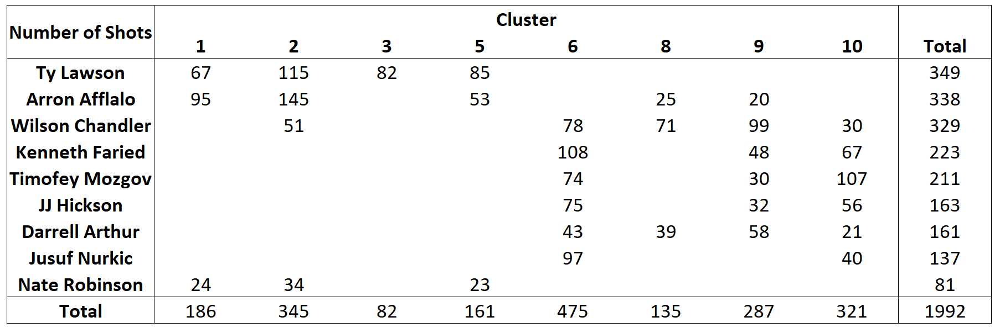 Number of Shots Cluster
1 2 3 5 6 8 9 10 Total
Ty Lawson 67 115 82 85 349
Arron Afflalo 95 145 53 25 20 338
Wilson Chandler 51 78 71 99 30 329
Kenneth Faried 108 48 67 223
Timofey Mozgov 74 30 107 211
JJ Hickson 75 32 56 163
Darrell Arthur 43 39 58 21 161
Jusuf Nurkic 97 40 137
Nate Robinson 24 34 23 81
Total 186 345 82 161 475 135 287 321 1992